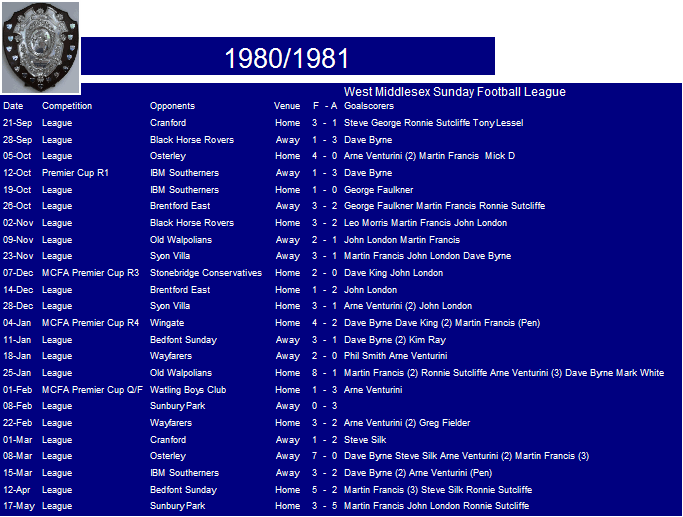 1980/1981
West Middlesex Sunday Football League
Date Competition Opponents Venue F - A Goalscorers
21-Sep League Cranford Home 3 - 1 Steve George Ronnie Sutcliffe Tony Lessel
28-Sep League Black Horse Rovers Away 1 - 3 Dave Byrne
05-Oct League Osterley Home 4 - 0 Arne Venturini (2) Martin Francis Mick D
12-Oct Premier Cup R1 IBM Southerners Away 1 - 3 Dave Byrne
19-Oct League IBM Southerners Home 1 - 0 George Faulkner
26-Oct League Brentford East Away 3 - 2 George Faulkner Martin Francis Ronnie Sutcliffe
02-Nov League Black Horse Rovers Home 3 - 2 Leo Morris Martin Francis John London
09-Nov League Old Walpolians Away 2 - 1 John London Martin Francis
23-Nov League Syon Villa Away 3 - 1 Martin Francis John London Dave Byrne
07-Dec MCFA Premier Cup R3 Stonebridge Conservatives Home 2 - 0 Dave King John London
14-Dec League Brentford East Home 1 - 2 John London
28-Dec League Syon Villa Home 3 - 1 Arne Venturini (2) John London
04-Jan MCFA Premier Cup R4 Wingate Home 4 - 2 Dave Byrne Dave King (2) Martin Francis (Pen)
11-Jan League Bedfont Sunday Away 3 - 1 Dave Byrne (2) Kim Ray
18-Jan League Wayfarers Away 2 - 0 Phil Smith Arne Venturini
25-Jan League Old Walpolians Home 8 - 1 Martin Francis (2) Ronnie Sutcliffe Arne Venturini (3) Dave Byrne Mark White
01-Feb MCFA Premier Cup Q/F Watling Boys Club Home 1 - 3 Arne Venturini
08-Feb League Sunbury Park Away 0 - 3
22-Feb League Wayfarers Home 3 - 2 Arne Venturini (2) Greg Fielder
01-Mar League Cranford Away 1 - 2 Steve Silk
08-Mar League Osterley Away 7 - 0 Dave Byrne Steve Silk Arne Venturini (2) Martin Francis (3)
15-Mar League IBM Southerners Away 3 - 2 Dave Byrne (2) Arne Venturini (Pen)
12-Apr League Bedfont Sunday Home 5 - 2 Martin Francis (3) Steve Silk Ronnie Sutcliffe
17-May League Sunbury Park Home 3 - 5 Martin Francis John London Ronnie Sutcliffe